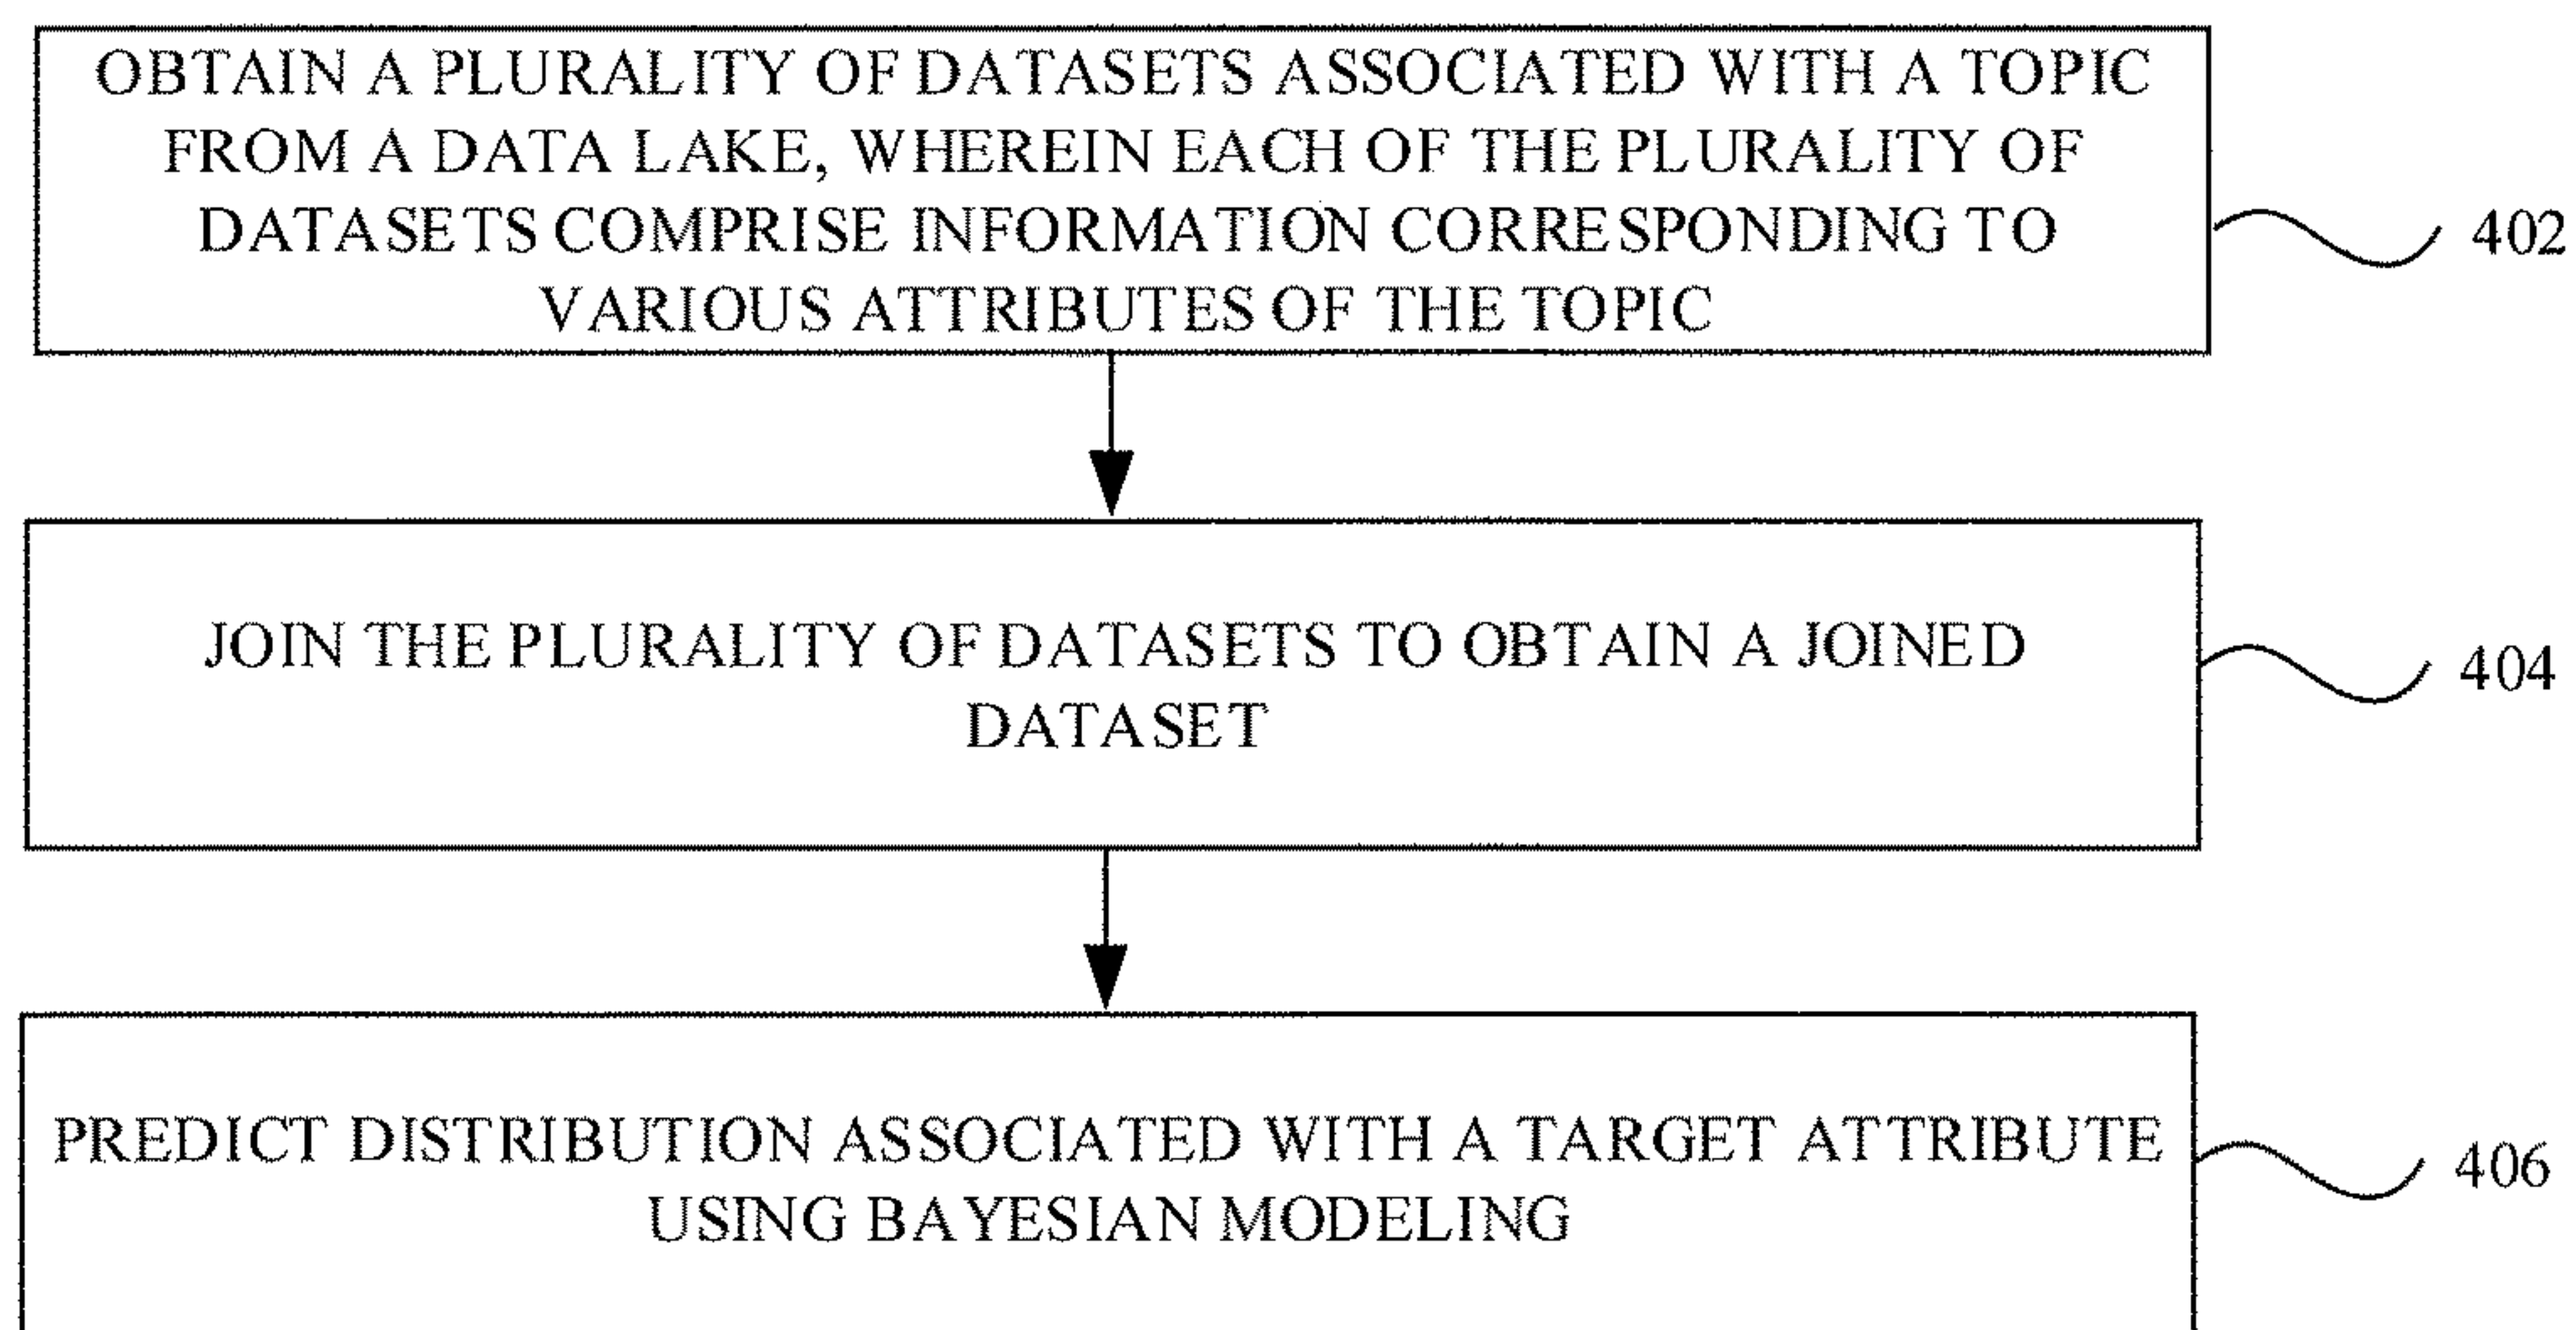 OBTAIN A PLURALITY OF DATASETS ASSOCIATED WITH A TOPIC
FROM A DATA LAKE, WHEREIN EACH OF THE PLURALITY OF
DATASETS COMPRISE INFORMATION CORRESPONDING TO
VARIOUS ATTRIBUTES OF THE TOPIC
402
JOIN THE PLURALITY OF DATASETS TO OBTAIN A JOINED
DATASET
404
PREDICT DISTRIBUTION ASSOCIATED WITH A TARGET ATTRIBUTE
USING BAYESIAN MODELING
406